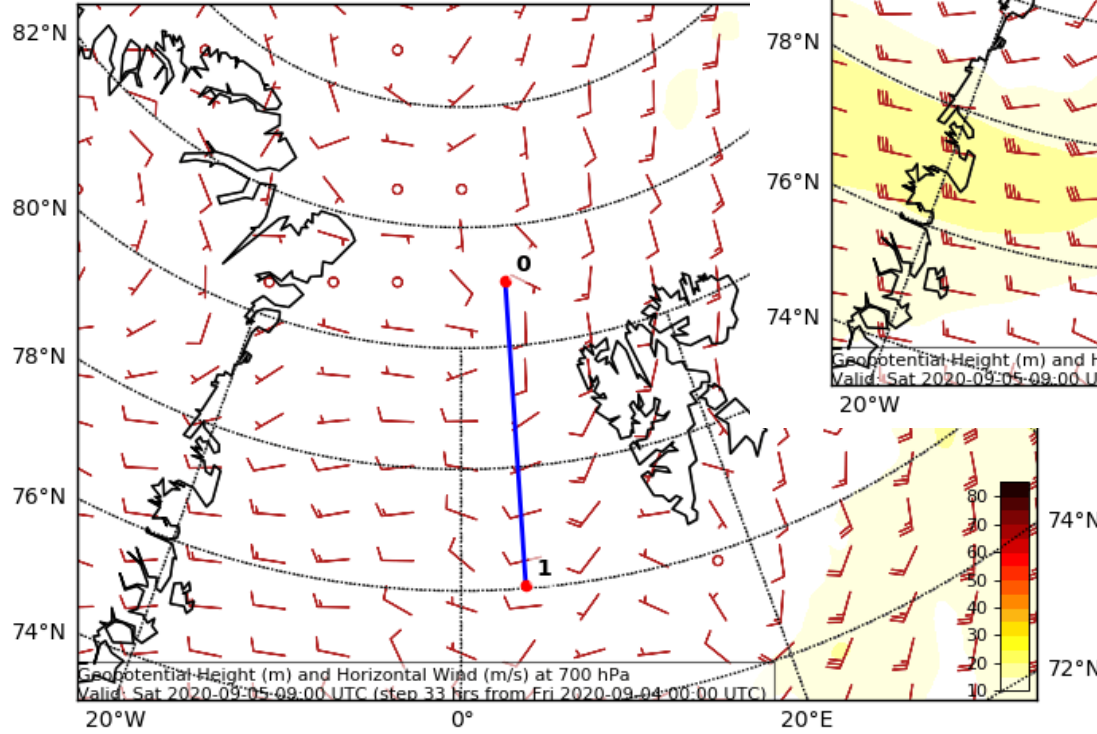 82°N
80°N
78°N
76°N
74°N
0
1
Geopotential Height (m) and Horizontal Wind (m/s) at 700 hPa
Valid: Sat 2020-09-05 09:00 UTC (step 33 hrs from Fri 2020-09-04 00:00 UTC)
20°W
0°
20°E
78°N
76°N
74°N
Geopotential Height (m) and H
Valid: Sat 2020-09-05 09:00 U
20°W
80
70
60
50
40
30
20
10
74°N
72°N